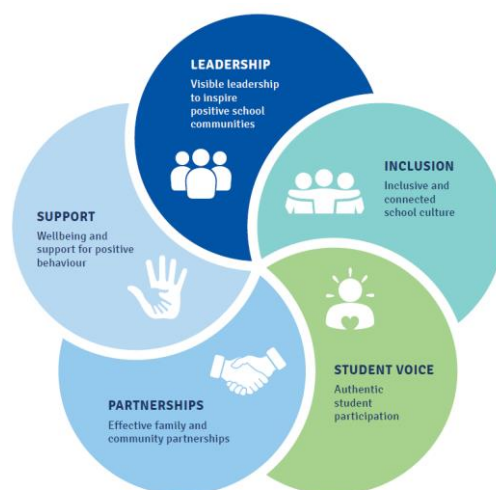 LEADERSHIP
Visible leadership
to inspire
positive school
communities
INCLUSION
Inclusive and
connected
school culture
STUDENT VOICE
Authentic
student
participation
PARTNERSHIPS
Effective family and
community partnerships
SUPPORT
Wellbeing and
support for positive
behaviour